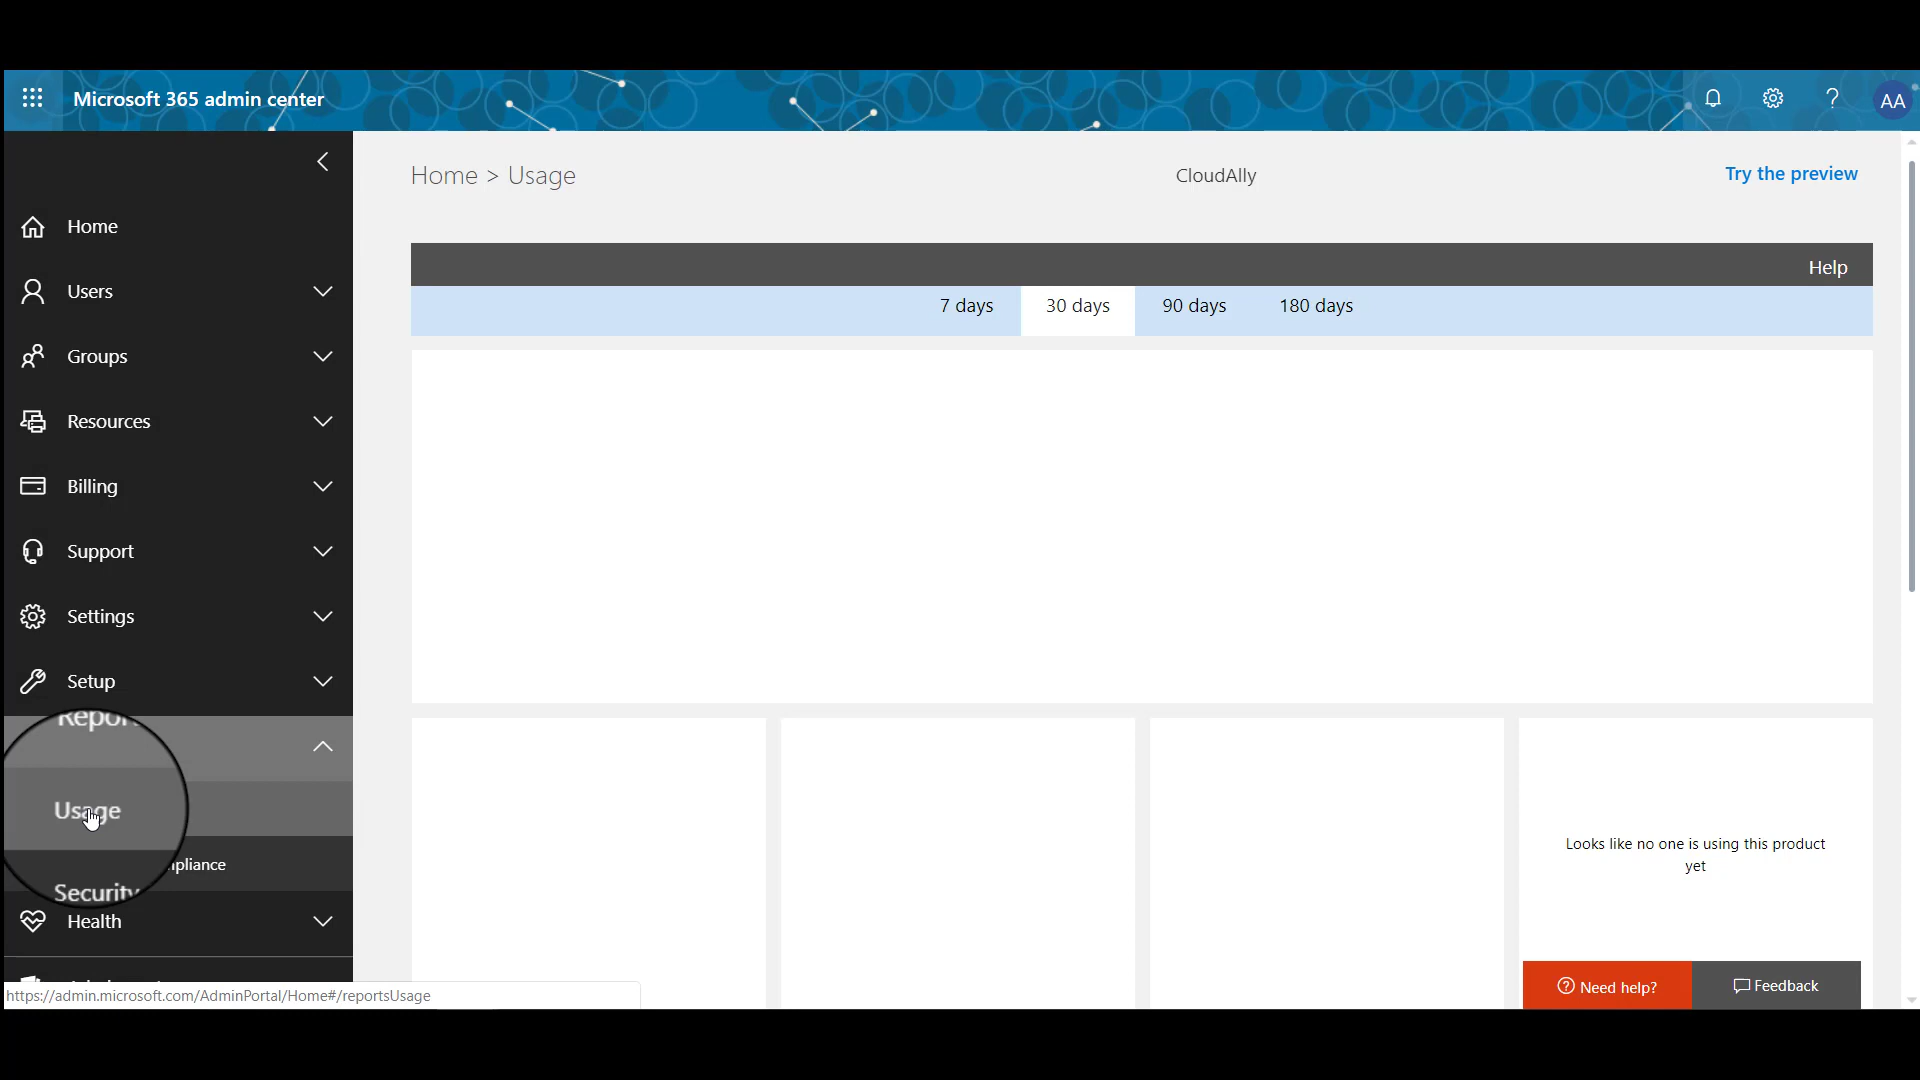 Microsoft 365 admin center
?
AA
Home > Usage
CloudAlly
Try the preview
Home
Users
Groups
Resources
Billing
Support
Settings
Setup
Usage
Security
Health
Help
7 days
30 days
90 days
180 days
Looks like no one is using this product
yet
? Need help?
Feedback
https://admin.microsoft.com/AdminPortal/Home#/reportsUsage